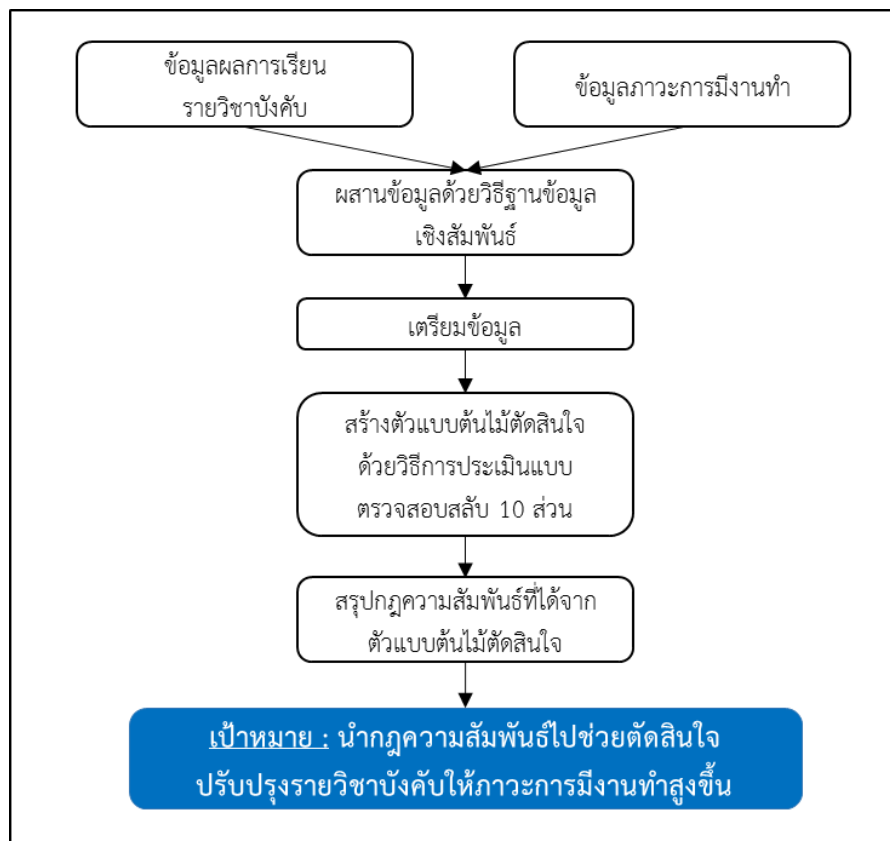 ข้อมูลผลการเรียน
รายวิชาบังคับ
ข้อมูลภาวะการมีงานทำ
ผสานข้อมูลด้วยวิธีฐานข้อมูล
เชิงสัมพันธ์
เตรียมข้อมูล
สร้างตัวแบบต้นไม้ตัดสินใจ
ด้วยวิธีการประเมินแบบ
ตรวจสอบสลับ 10 ส่วน
สรุปกฎความสัมพันธ์ที่ได้จาก
ตัวแบบต้นไม้ตัดสินใจ
เป้าหมาย : นำกฎความสัมพันธ์ไปช่วยตัดสินใจ
ปรับปรุงรายวิชาบังคับให้ภาวะการมีงานทำสูงขึ้น